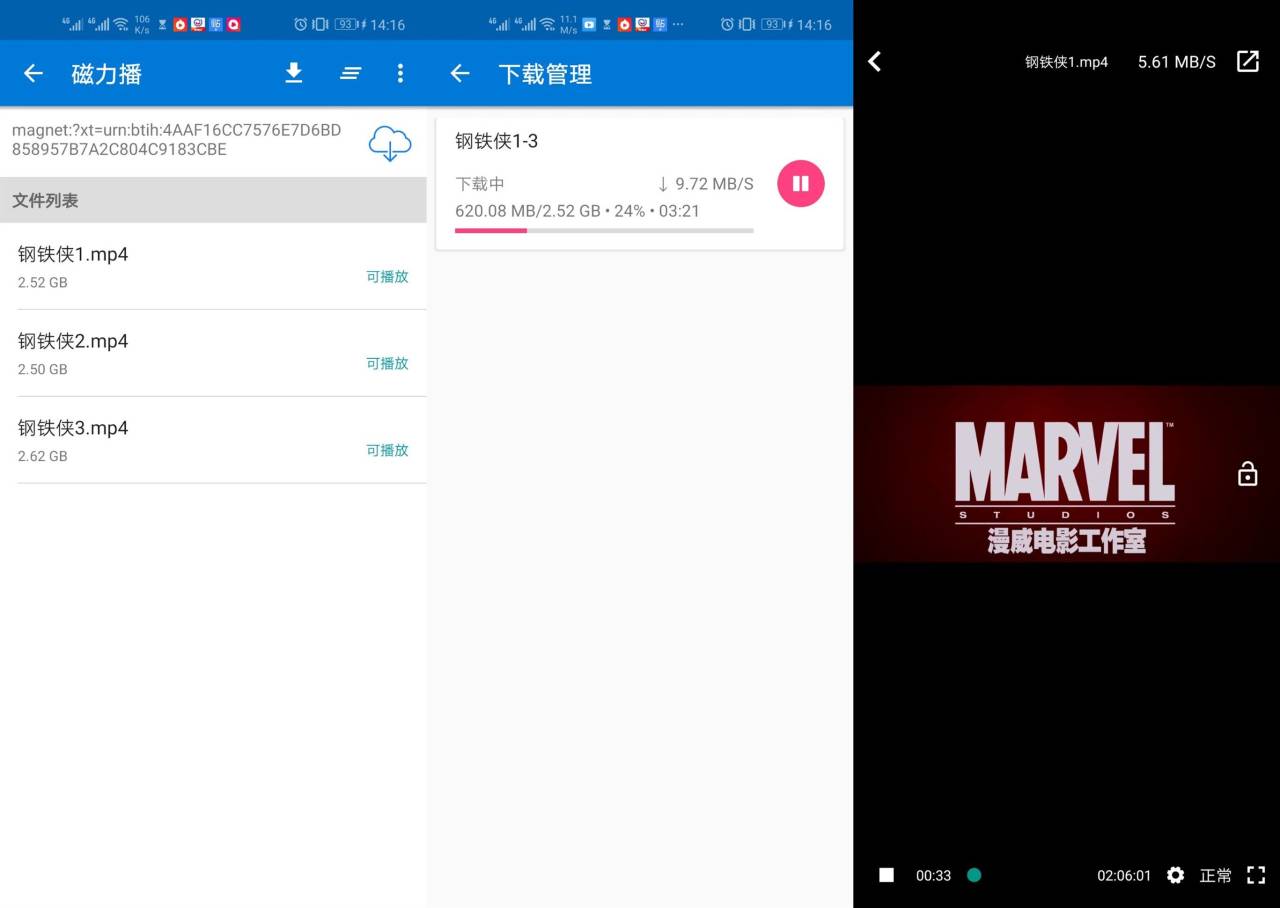 106
K/s
93
14:16
磁力播
magnet:?xt=urn:btih:4AAF16CC7576E7D6BD
858957B7A2C804C9183CBE
文件列表
钢铁侠1.mp4
2.52 GB
可播放
钢铁侠2.mp4
2.50 GB
可播放
钢铁侠3.mp4
2.62 GB
可播放
11.1
M/s
93
14:16
下载管理
钢铁侠1-3
下载中 ↓ 9.72 MB/S
620.08 MB/2.52 GB • 24% • 03:21
钢铁侠1.mp4 5.61 MB/S
MARVEL™
STUDIOS
漫威电影工作室
00:33 02:06:01 正常